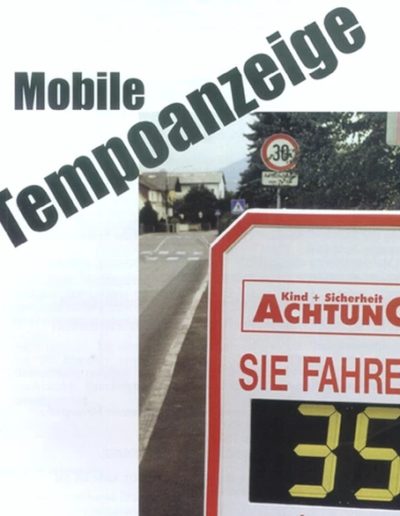 Mobile
Tempoanzeige
30
Kind + Sicherheit
ACHTUNG
SIE FAHRE
35